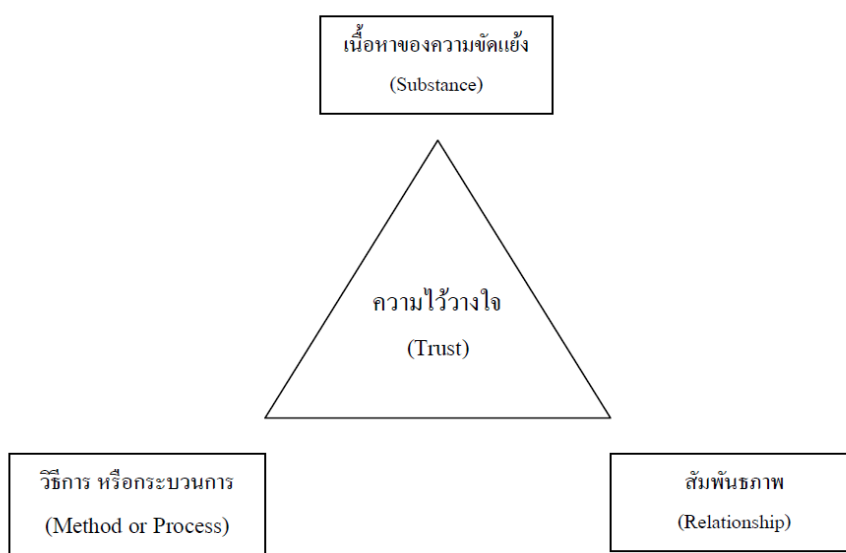 เนื้อหาของความขัดแย้ง
(Substance)
ความไว้วางใจ
(Trust)
วิธีการ หรือกระบวนการ
(Method or Process)
สัมพันธภาพ
(Relationship)